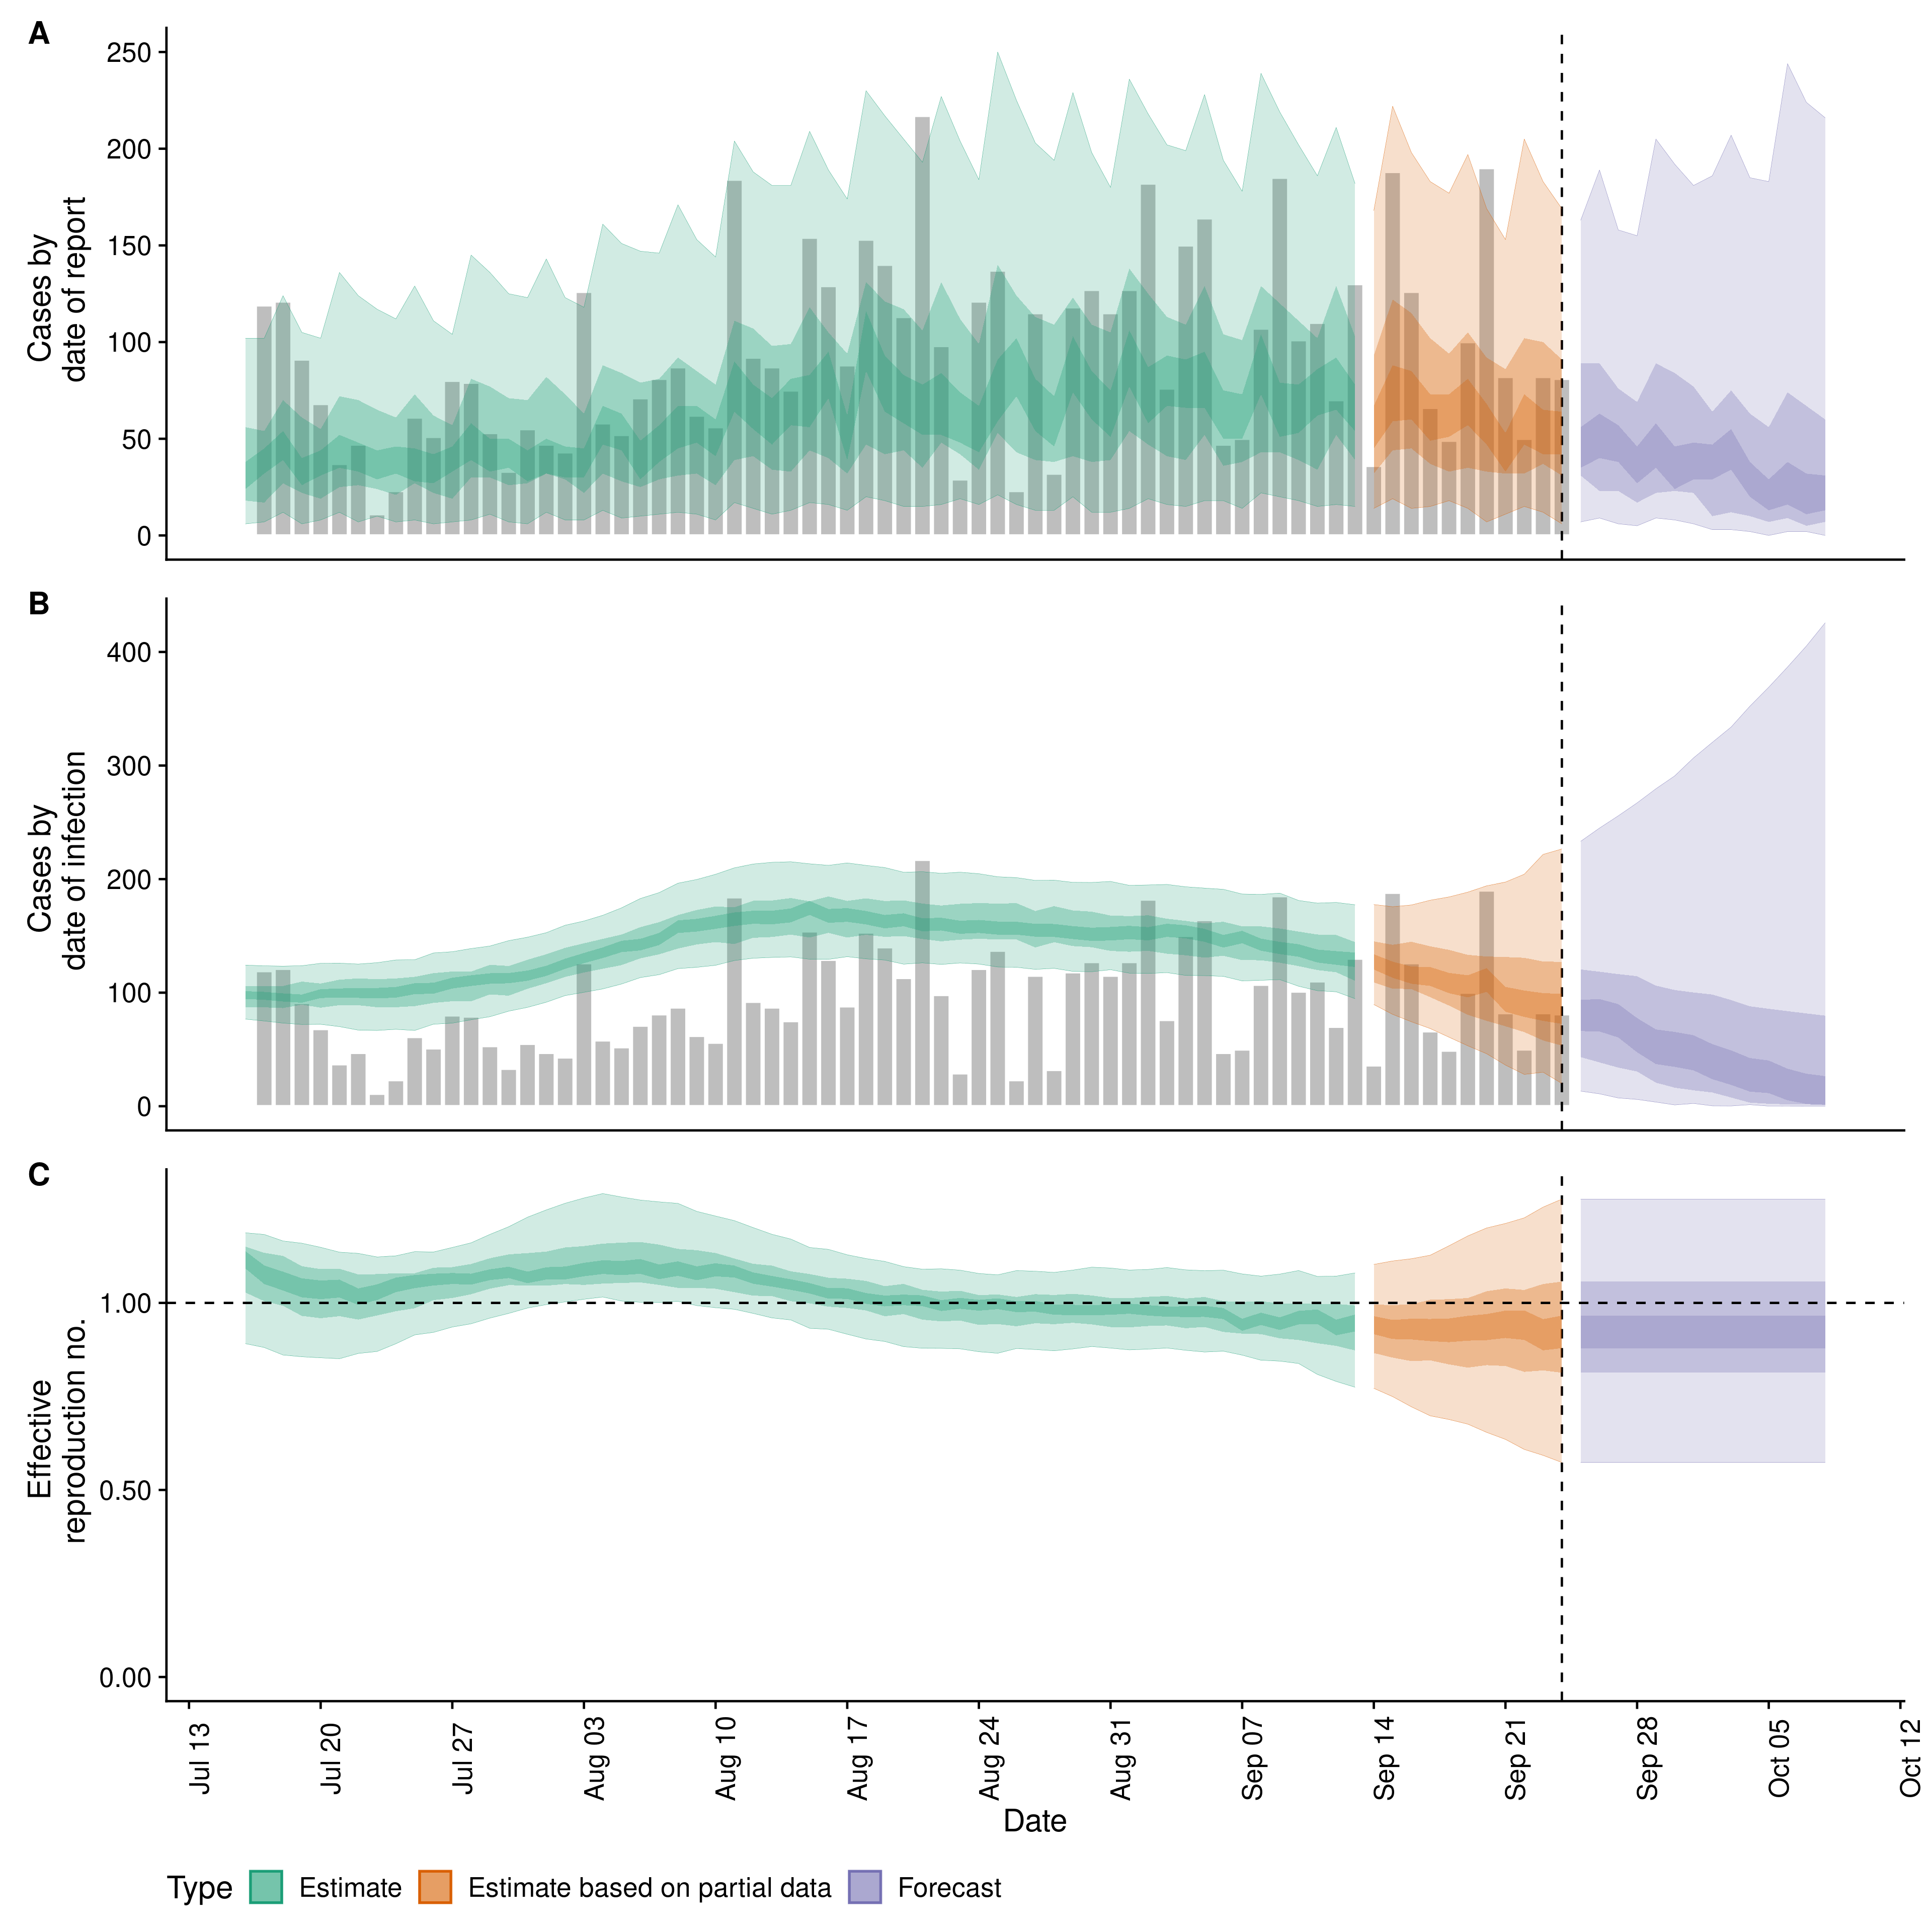 A
Cases by
date of report
250
200
150
100
50
0
B
Cases by
date of infection
400
300
200
100
0
C
Effective
reproduction no.
1.00
0.50
0.00
Jul 13
Jul 20
Jul 27
Aug 03
Aug 10
Aug 17
Aug 24
Aug 31
Sep 07
Sep 14
Sep 21
Sep 28
Oct 05
Oct 12
Date
Type Estimate Estimate based on partial data Forecast